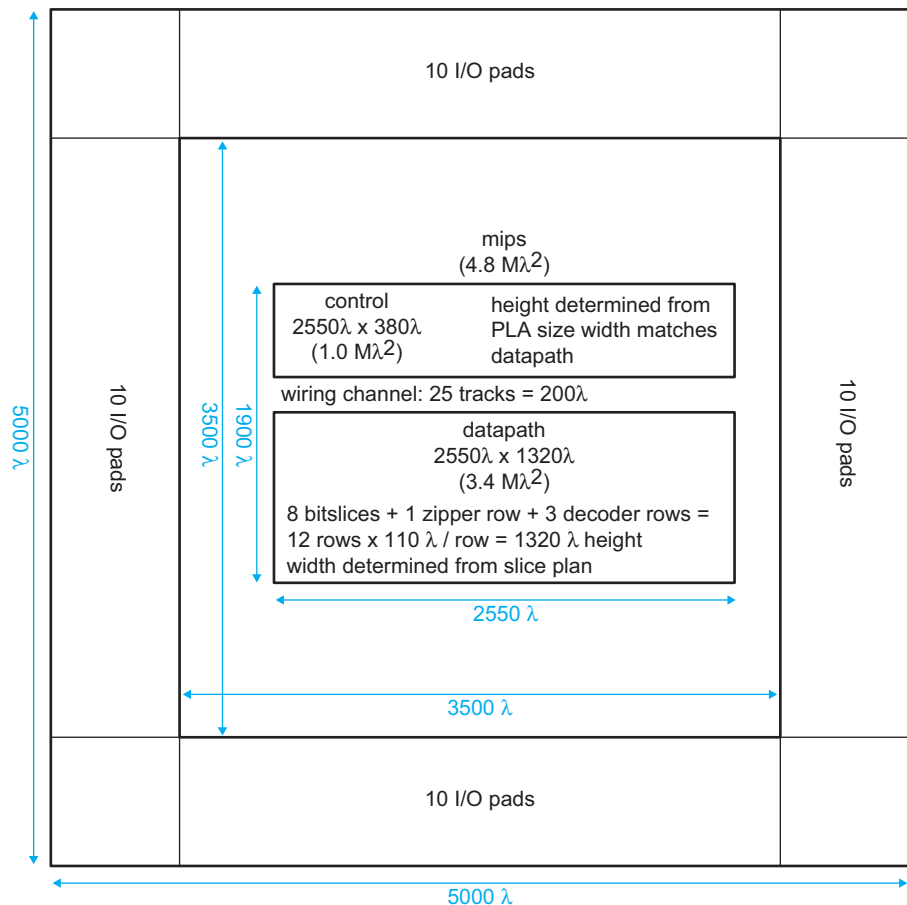 10 I/O pads
mips
(4.8 Mλ²)
control
2550λ x 380λ
(1.0 Mλ²)
height determined from
PLA size width matches
datapath
wiring channel: 25 tracks = 200λ
datapath
2550λ x 1320λ
(3.4 Mλ²)
8 bitslices + 1 zipper row + 3 decoder rows =
12 rows x 110 λ / row = 1320 λ height
width determined from slice plan
2550 λ
3500 λ
5000 λ
10 I/O pads
3500 λ
1900 λ
10 I/O pads
10 I/O pads
5000 λ